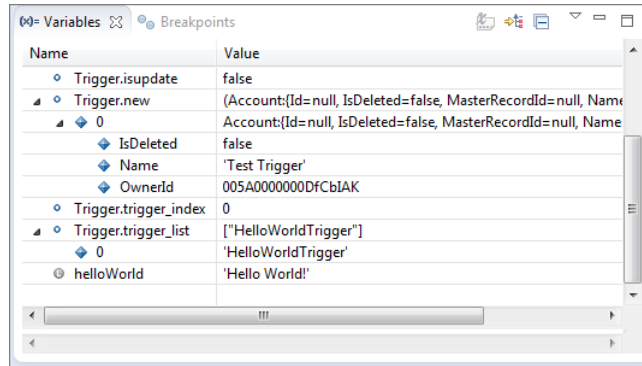 (x)= Variables Breakpoints
Name Value
Trigger.isupdate false
Trigger.new (Account:{Id=null, IsDeleted=false, MasterRecordId=null, Name
0 Account:{Id=null, IsDeleted=false, MasterRecordId=null, Name
IsDeleted false
Name 'Test Trigger'
OwnerId 005A0000000DfCbIAK
Trigger.trigger_index 0
Trigger.trigger_list ["HelloWorldTrigger"]
0 'HelloWorldTrigger'
helloWorld 'Hello World!'